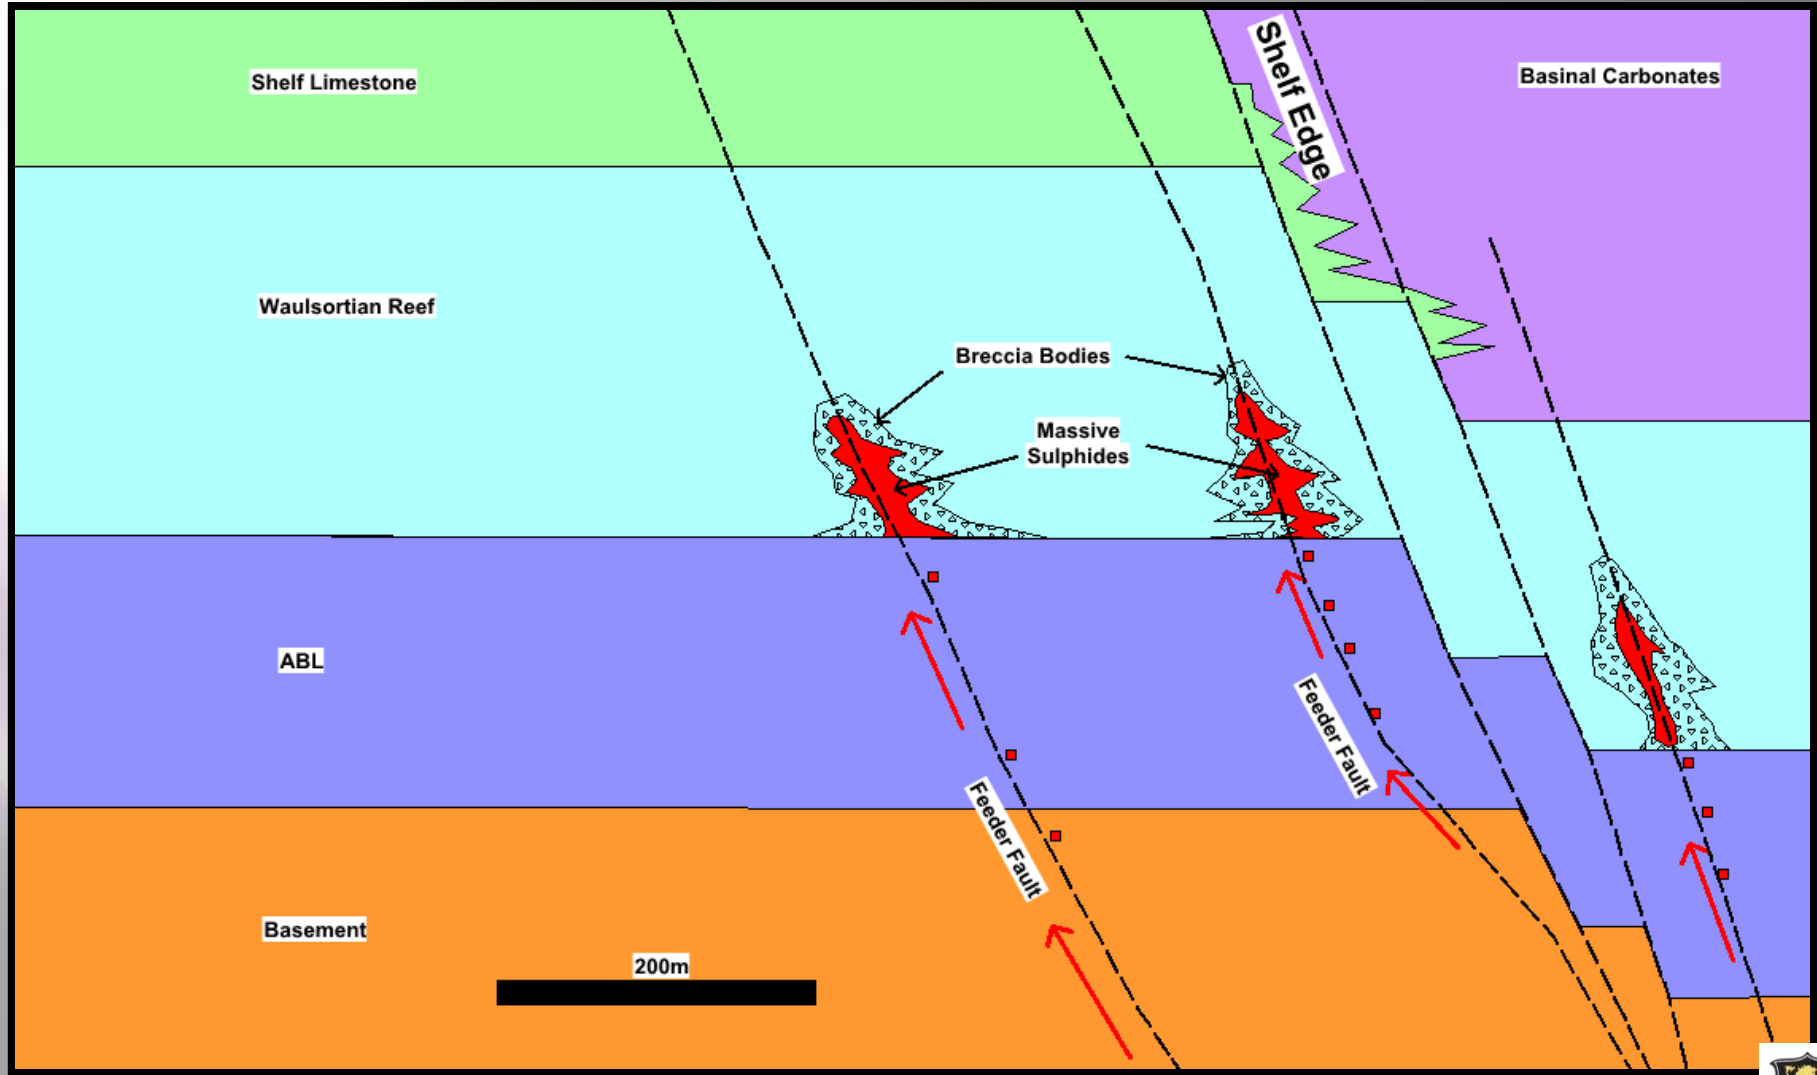 Shelf Limestone
Shelf Edge
Basinal Carbonates
Waulsortian Reef
Breccia Bodies
Massive
Sulphides
ABL
Feeder Fault
Feeder Fault
Basement
200m